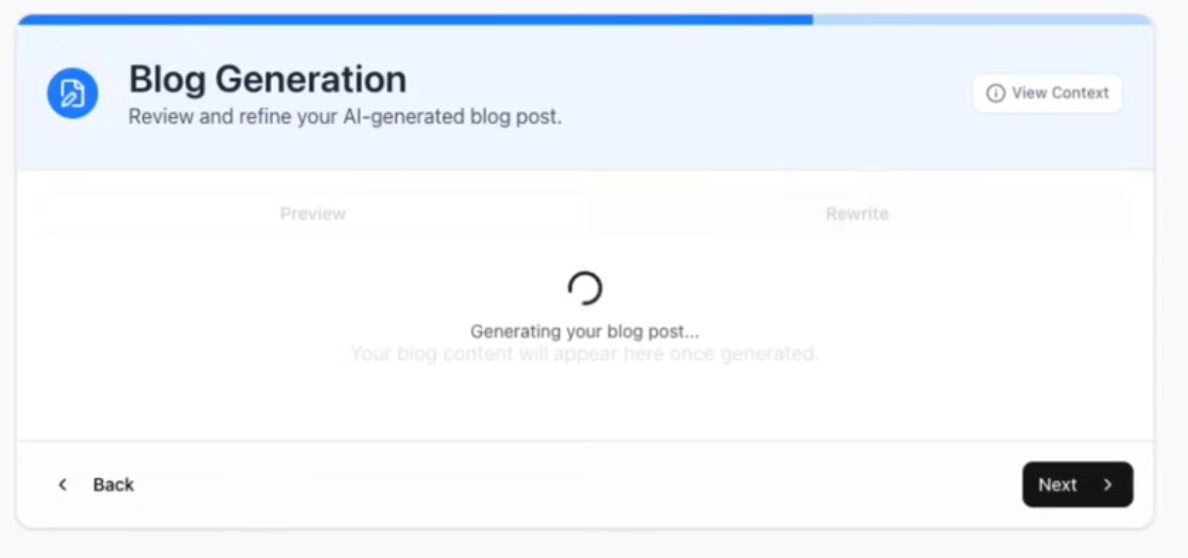 Blog Generation
Review and refine your AI-generated blog post.
View Context
Preview
Rewrite
Generating your blog post...
Your blog content will appear here once generated.
Back
Next